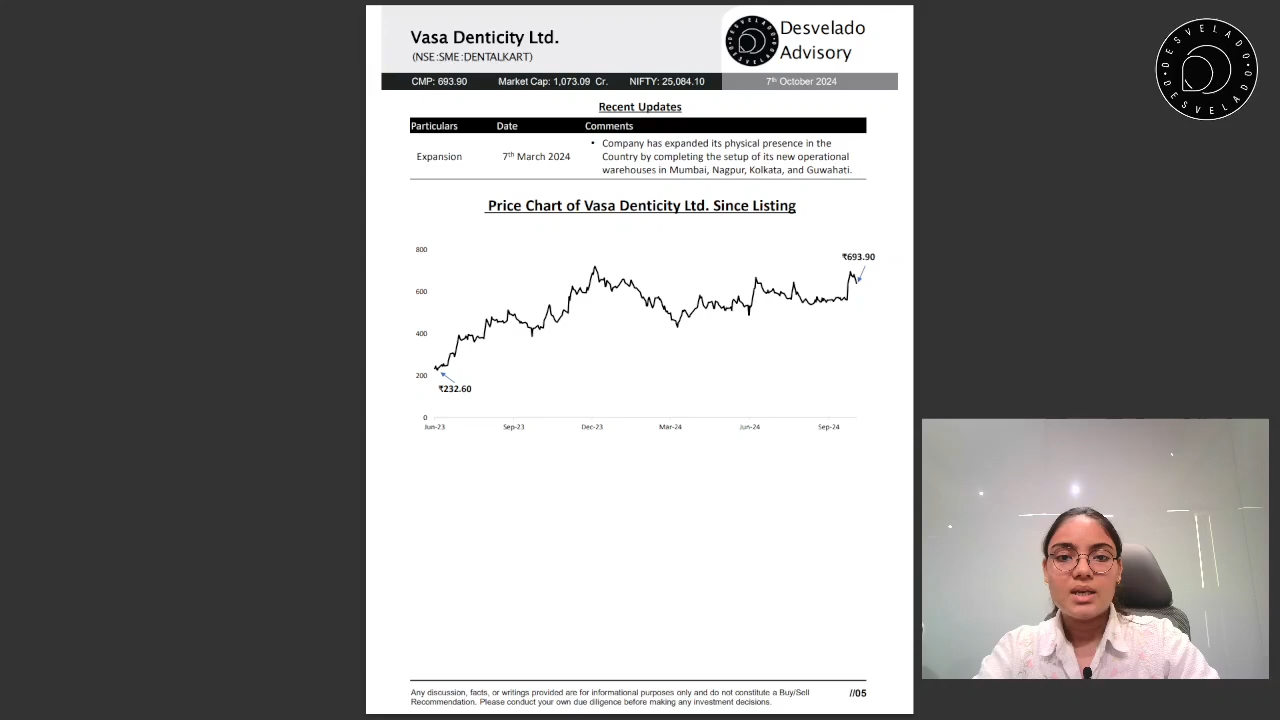 Vasa Denticity Ltd.
(NSE:SME:DENTALKART)
Desvelado
Advisory
CMP: 693.90 Market Cap: 1,073.09 Cr. NIFTY: 25,084.10 7th October 2024
Recent Updates
Particulars Date Comments
Expansion 7th March 2024
• Company has expanded its physical presence in the
Country by completing the setup of its new operational
warehouses in Mumbai, Nagpur, Kolkata, and Guwahati.
Price Chart of Vasa Denticity Ltd. Since Listing
800
600
400
200
0
₹693.90
₹232.60
Jun-23 Sep-23 Dec-23 Mar-24 Jun-24 Sep-24
Any discussion, facts, or writings provided are for informational purposes only and do not constitute a Buy/Sell
Recommendation. Please conduct your own due diligence before making any investment decisions.
//05
DESVELADO
DESVELADO